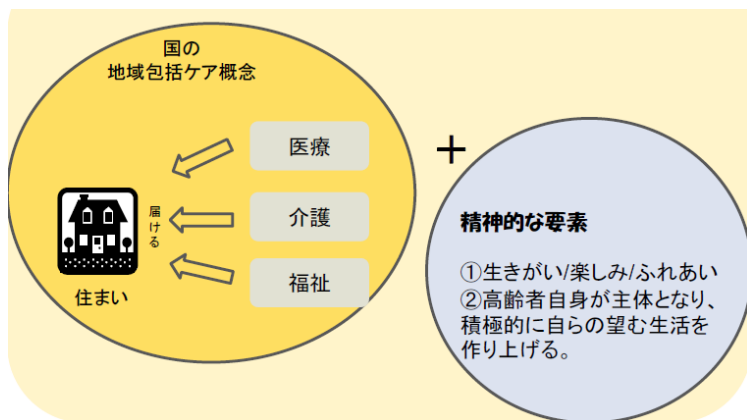 国の
地域包括ケア概念
医療
介護
福祉
届ける
住まい
＋
精神的な要素
①生きがい/楽しみ/ふれあい
②高齢者自身が主体となり、
積極的に自らの望む生活を
作り上げる。